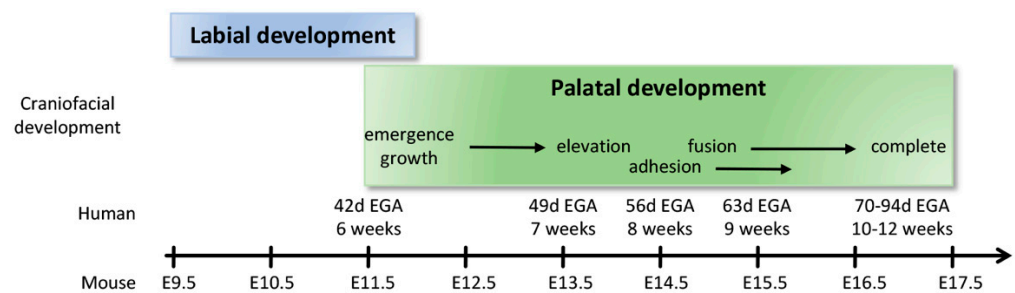 Labial development
Palatal development
Craniofacial
development
emergence
growth
elevation
fusion
complete
adhesion
Human
42d EGA
6 weeks
49d EGA
7 weeks
56d EGA
8 weeks
63d EGA
9 weeks
70-94d EGA
10-12 weeks
Mouse
E9.5
E10.5
E11.5
E12.5
E13.5
E14.5
E15.5
E16.5
E17.5